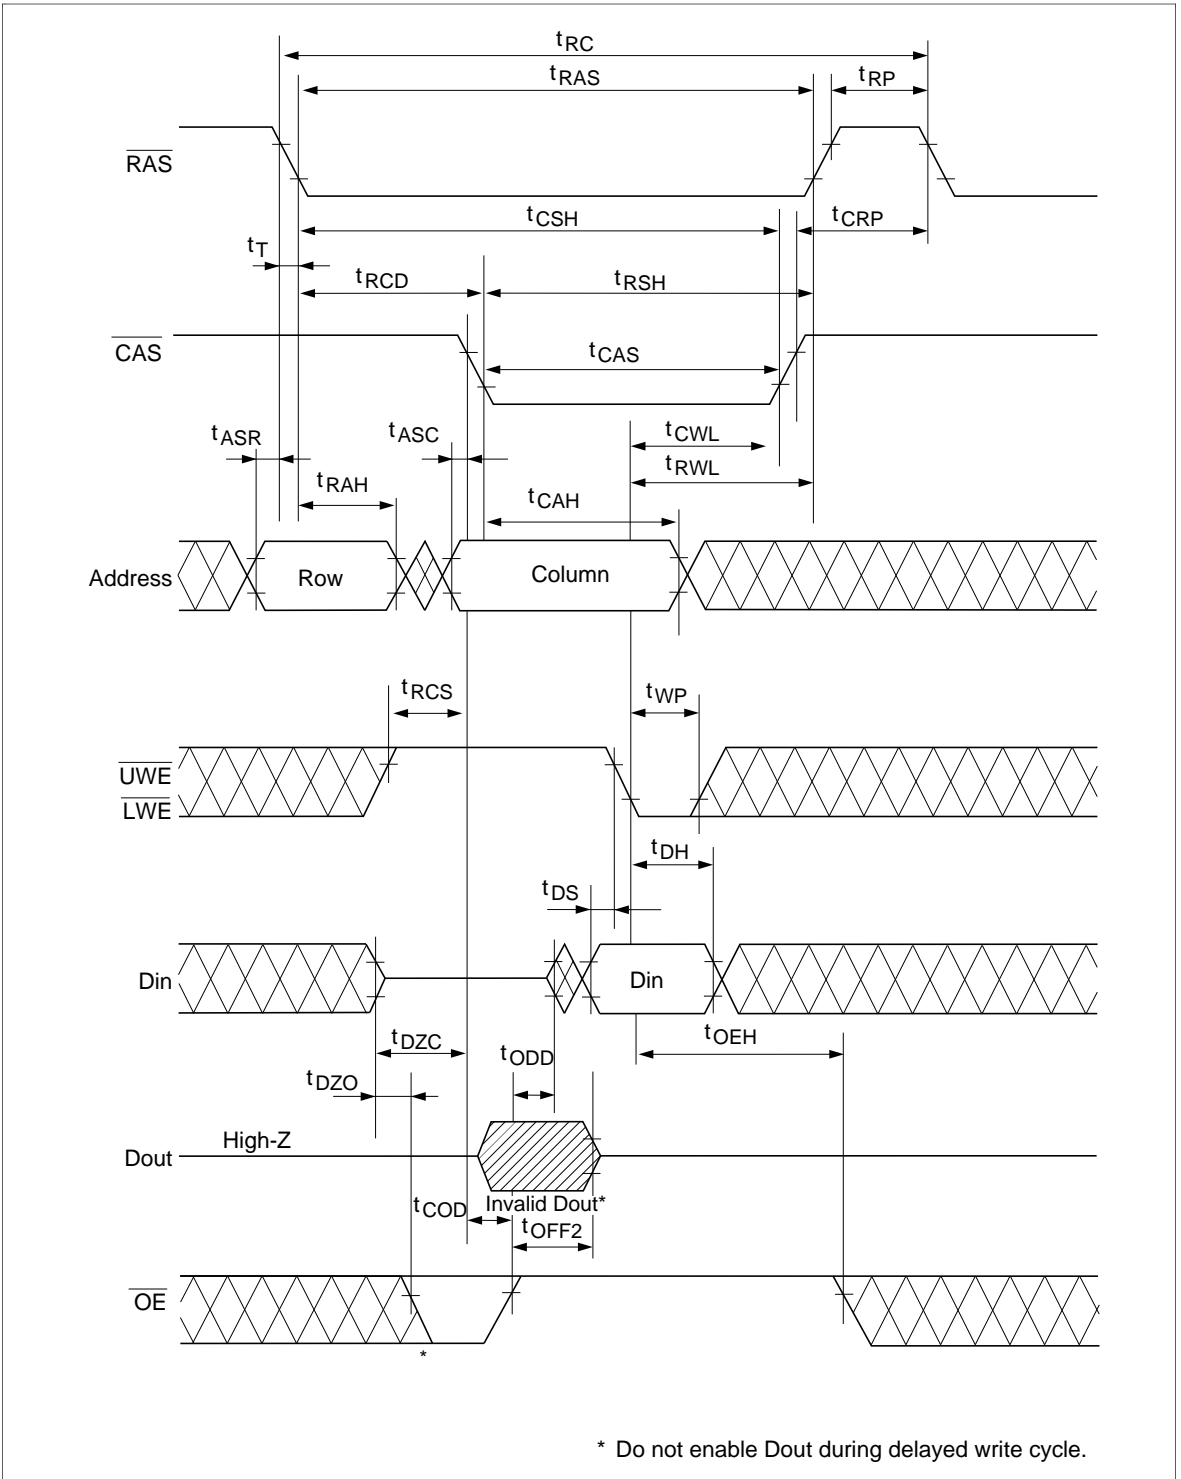 tRC
tRAS
tRP
RAS
tCSH
tCRP
tT
tRCD
tRSH
CAS
tCAS
tASR
tASC
tCWL
tRWL
tRAH
tCAH
Address
Row
Column
tRCS
tWP
UWE
LWE
tDH
tDS
Din
Din
tDZC
tODD
tOEH
tDZO
High-Z
Dout
Invalid Dout*
tCOD
tOFF2
OE
*
* Do not enable Dout during delayed write cycle.